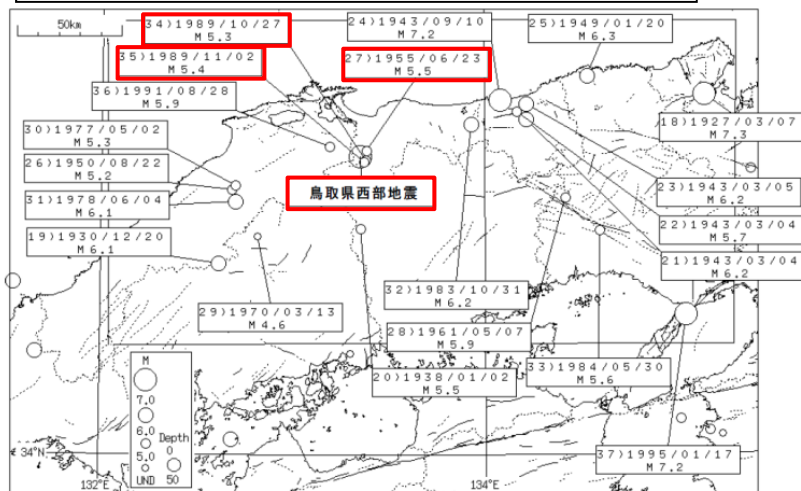 50km
34)1989/10/27
M5.3
24)1943/09/10
M7.2
25)1949/01/20
M6.3
35)1989/11/02
M5.4
27)1955/06/23
M5.5
36)1991/08/28
M5.9
18)1927/03/07
M7.3
30)1977/05/02
M5.3
26)1950/08/22
M5.2
鳥取県西部地震
23)1943/03/05
M6.2
31)1978/06/04
M6.1
22)1943/03/04
M5.7
19)1930/12/20
M6.1
21)1943/03/04
M6.2
32)1983/10/31
M6.2
29)1970/03/13
M4.6
28)1961/05/07
M5.9
33)1984/05/30
M5.6
20)1938/01/02
M5.5
37)1995/01/17
M7.2
M
7.0
6.0
5.0
UND
Depth
0
50
34°N
132°E
134°E